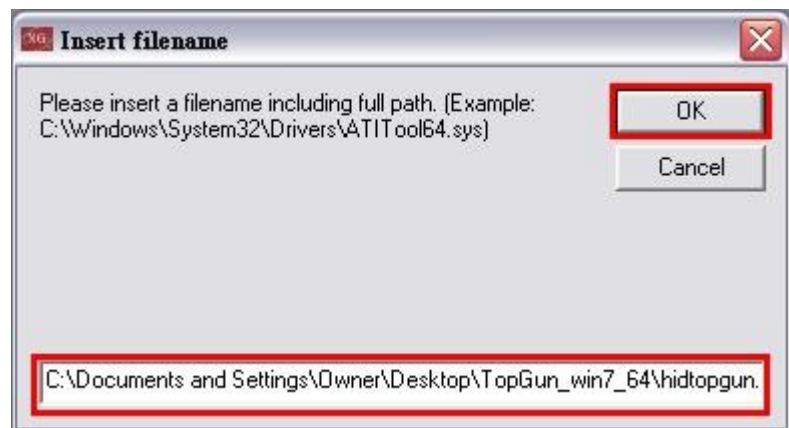 Insert filename
Please insert a filename including full path. (Example:
C:\Windows\System32\Drivers\ATITool64.sys)
OK
Cancel
C:\Documents and Settings\Owner\Desktop\TopGun_win7_64\hidtopgun.